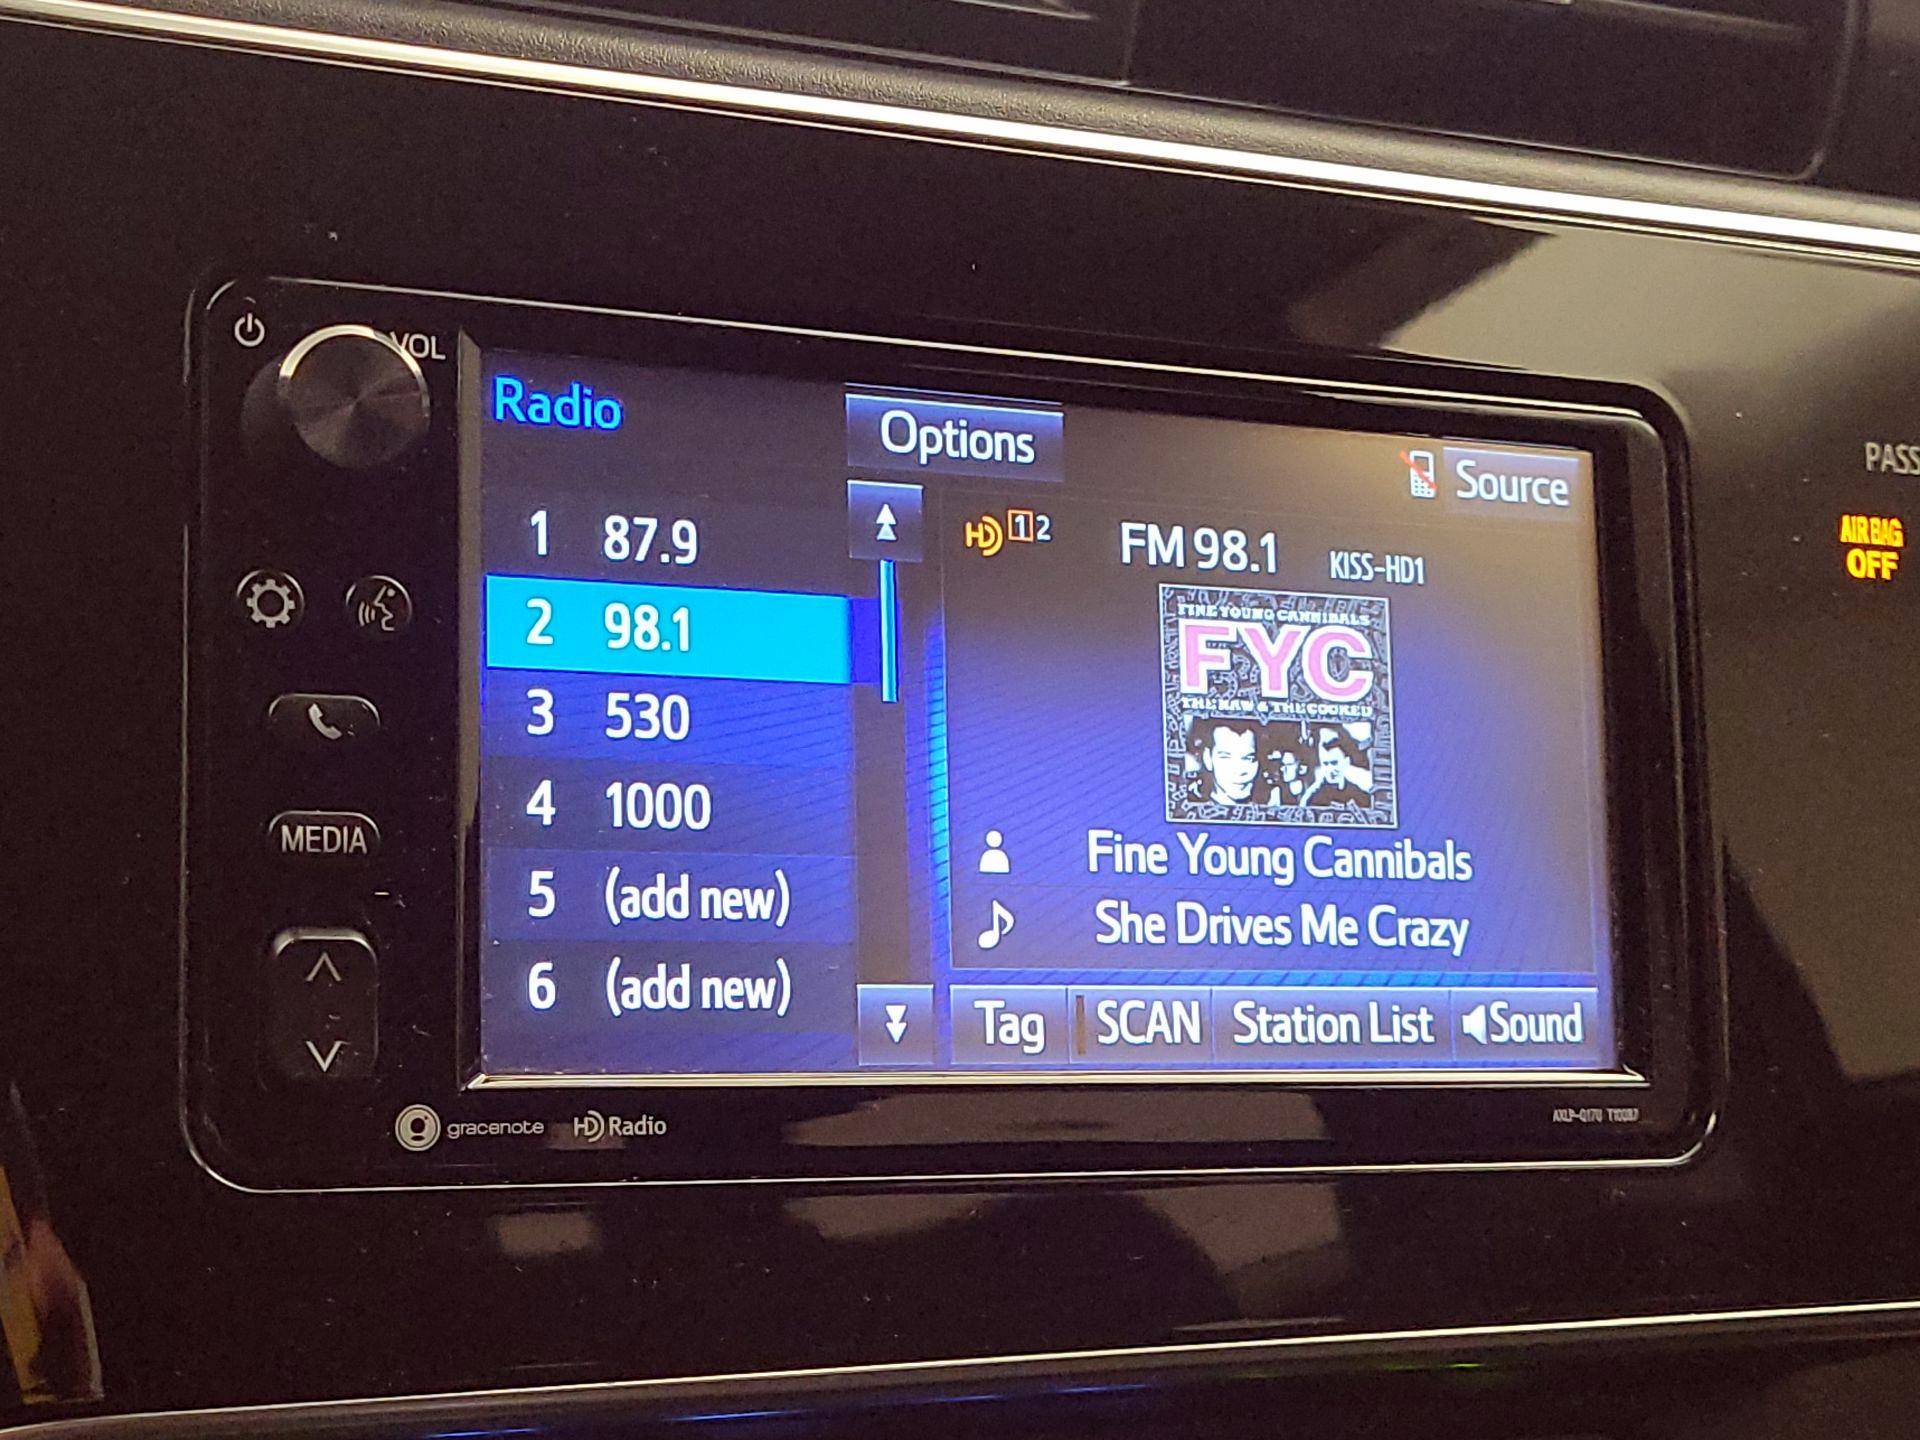 VOL
Radio
Options
Source
PASS
AIRBAG
OFF
1 87.9
2 98.1
3 530
4 1000
5 (add new)
6 (add new)
HD 1 2
FM 98.1 KISS-HD1
FINE YOUNG CANNIBALS
FYC
THE RAW & THE COOKED
Fine Young Cannibals
She Drives Me Crazy
MEDIA
Tag SCAN Station List Sound
gracenote HD Radio